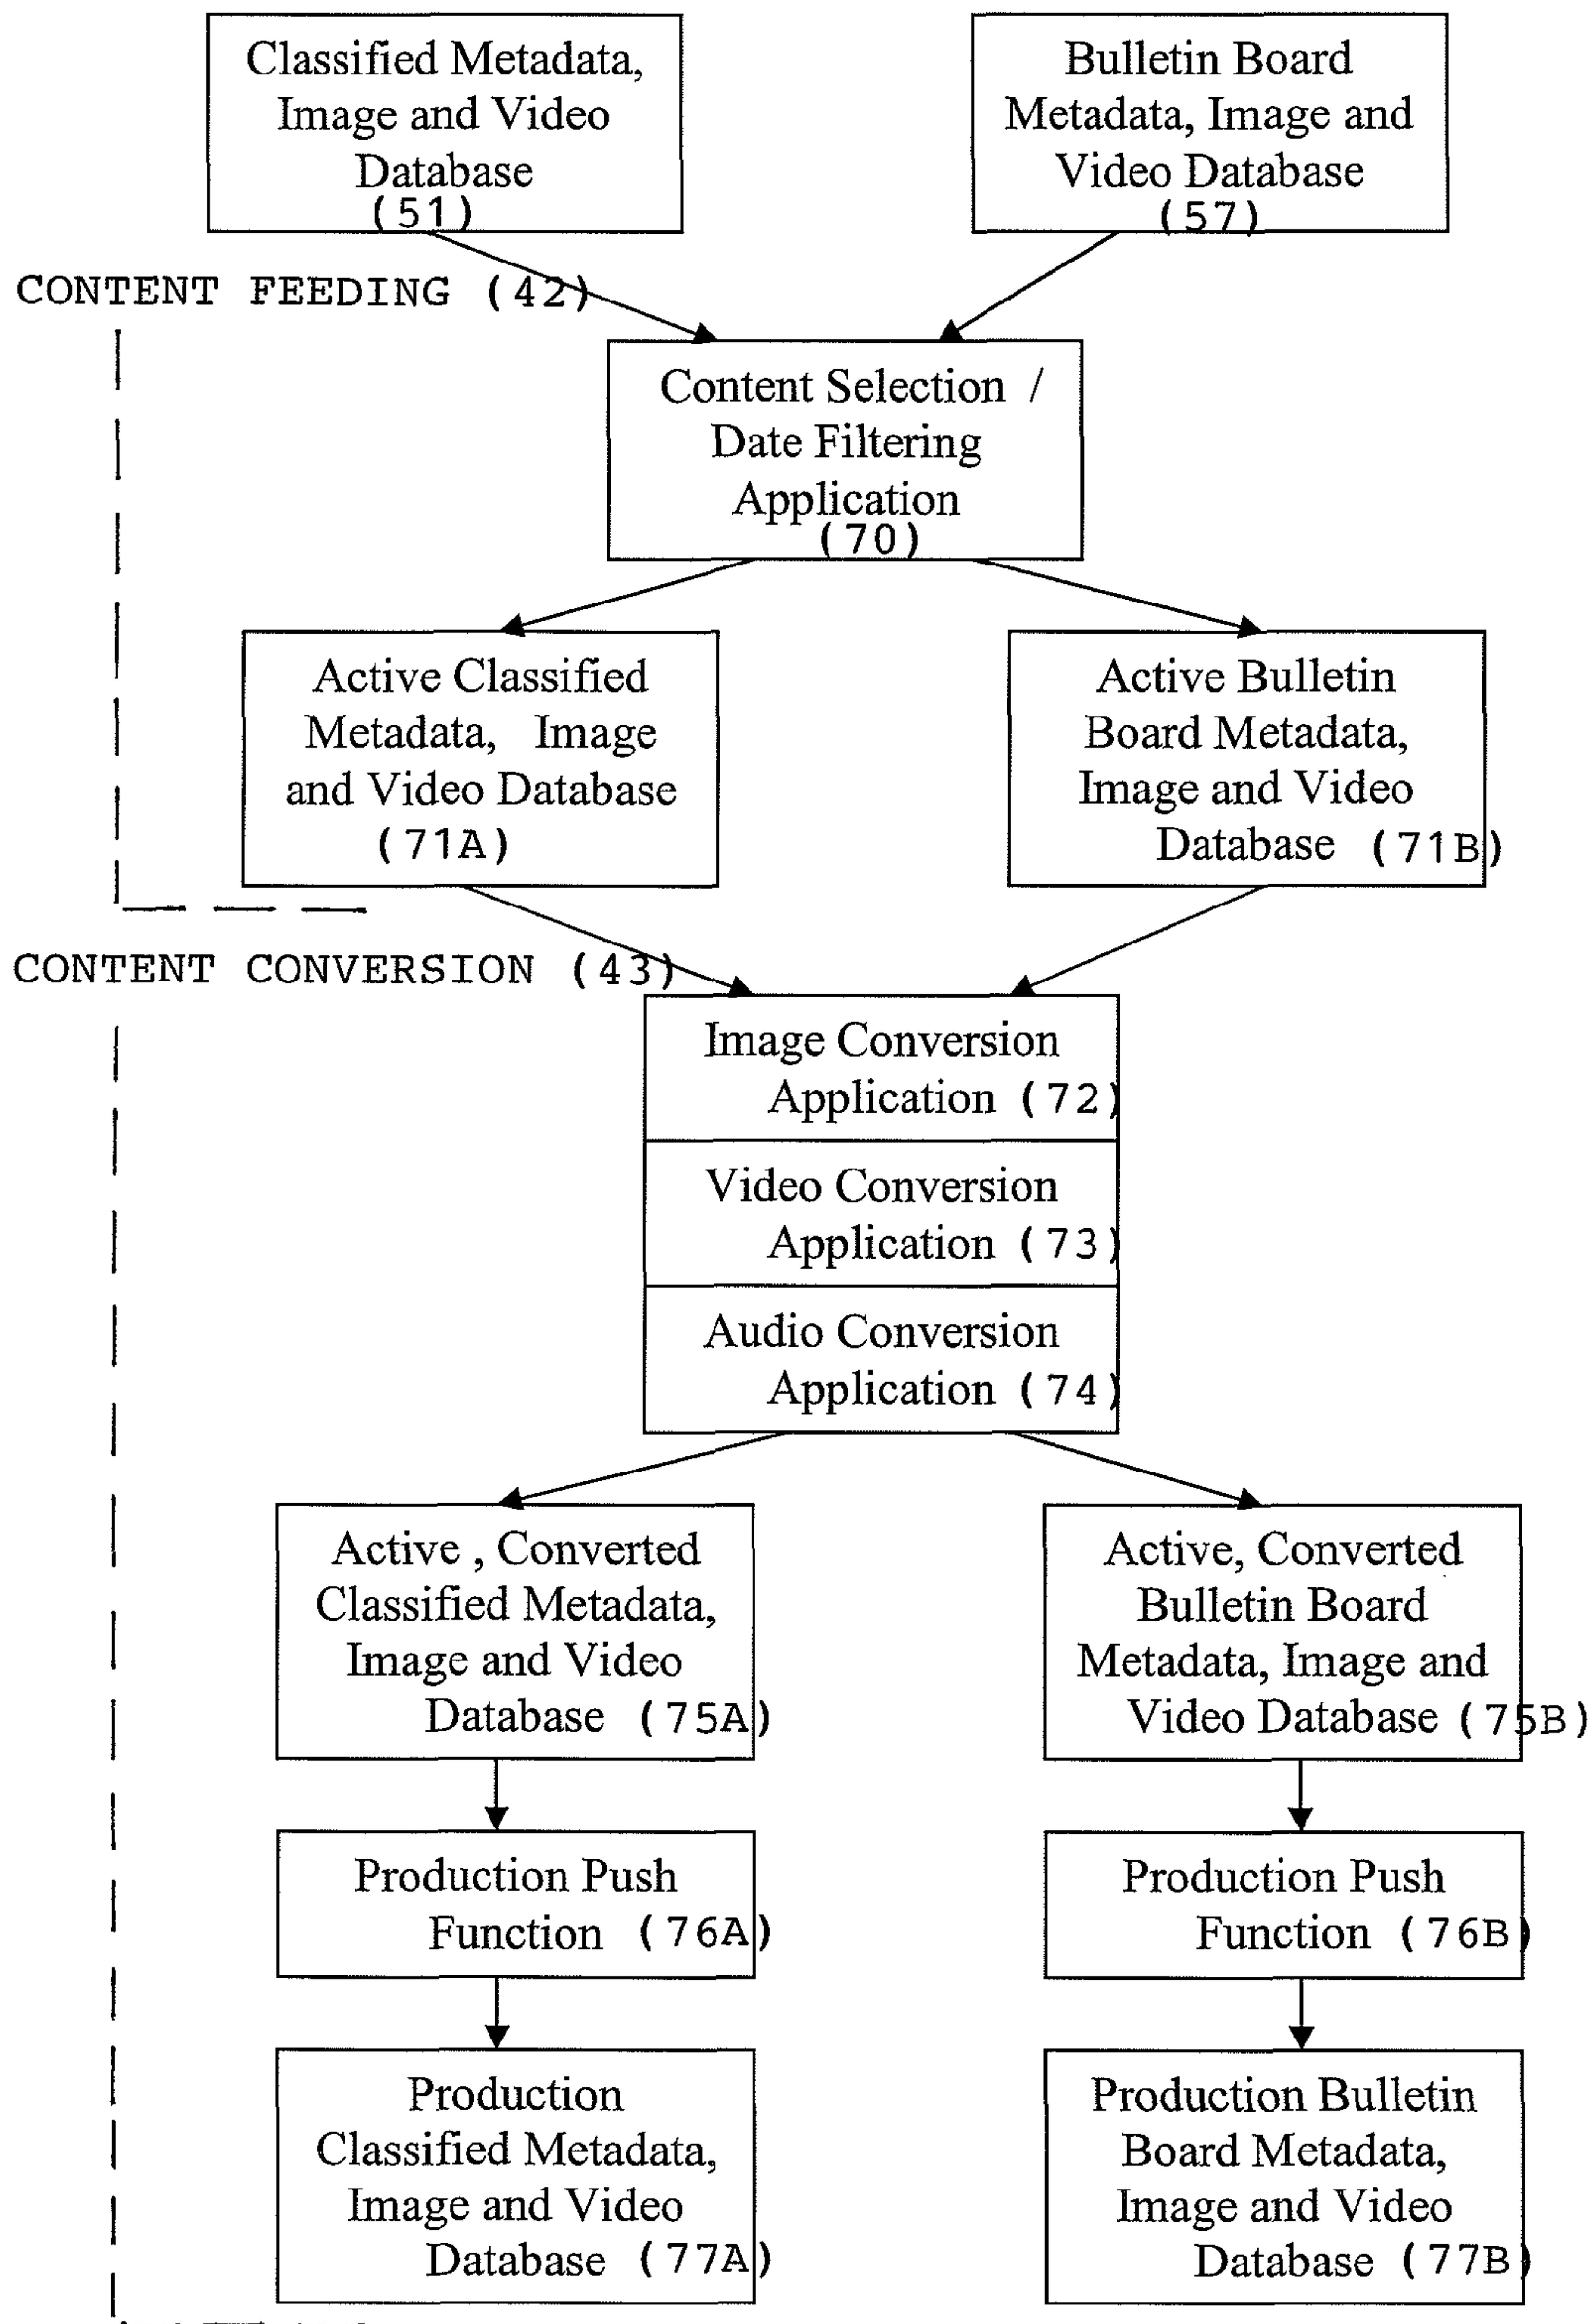 Classified Metadata,
Image and Video
Database
(51)
Bulletin Board
Metadata, Image and
Video Database
(57)
CONTENT FEEDING (42)
Content Selection /
Date Filtering
Application
(70)
Active Classified
Metadata, Image
and Video Database
(71A)
Active Bulletin
Board Metadata,
Image and Video
Database (71B)
CONTENT CONVERSION (43)
Image Conversion
Application (72)
Video Conversion
Application (73)
Audio Conversion
Application (74)
Active , Converted
Classified Metadata,
Image and Video
Database (75A)
Active, Converted
Bulletin Board
Metadata, Image and
Video Database (75B)
Production Push
Function (76A)
Production Push
Function (76B)
Production
Classified Metadata,
Image and Video
Database (77A)
Production Bulletin
Board Metadata,
Image and Video
Database (77B)